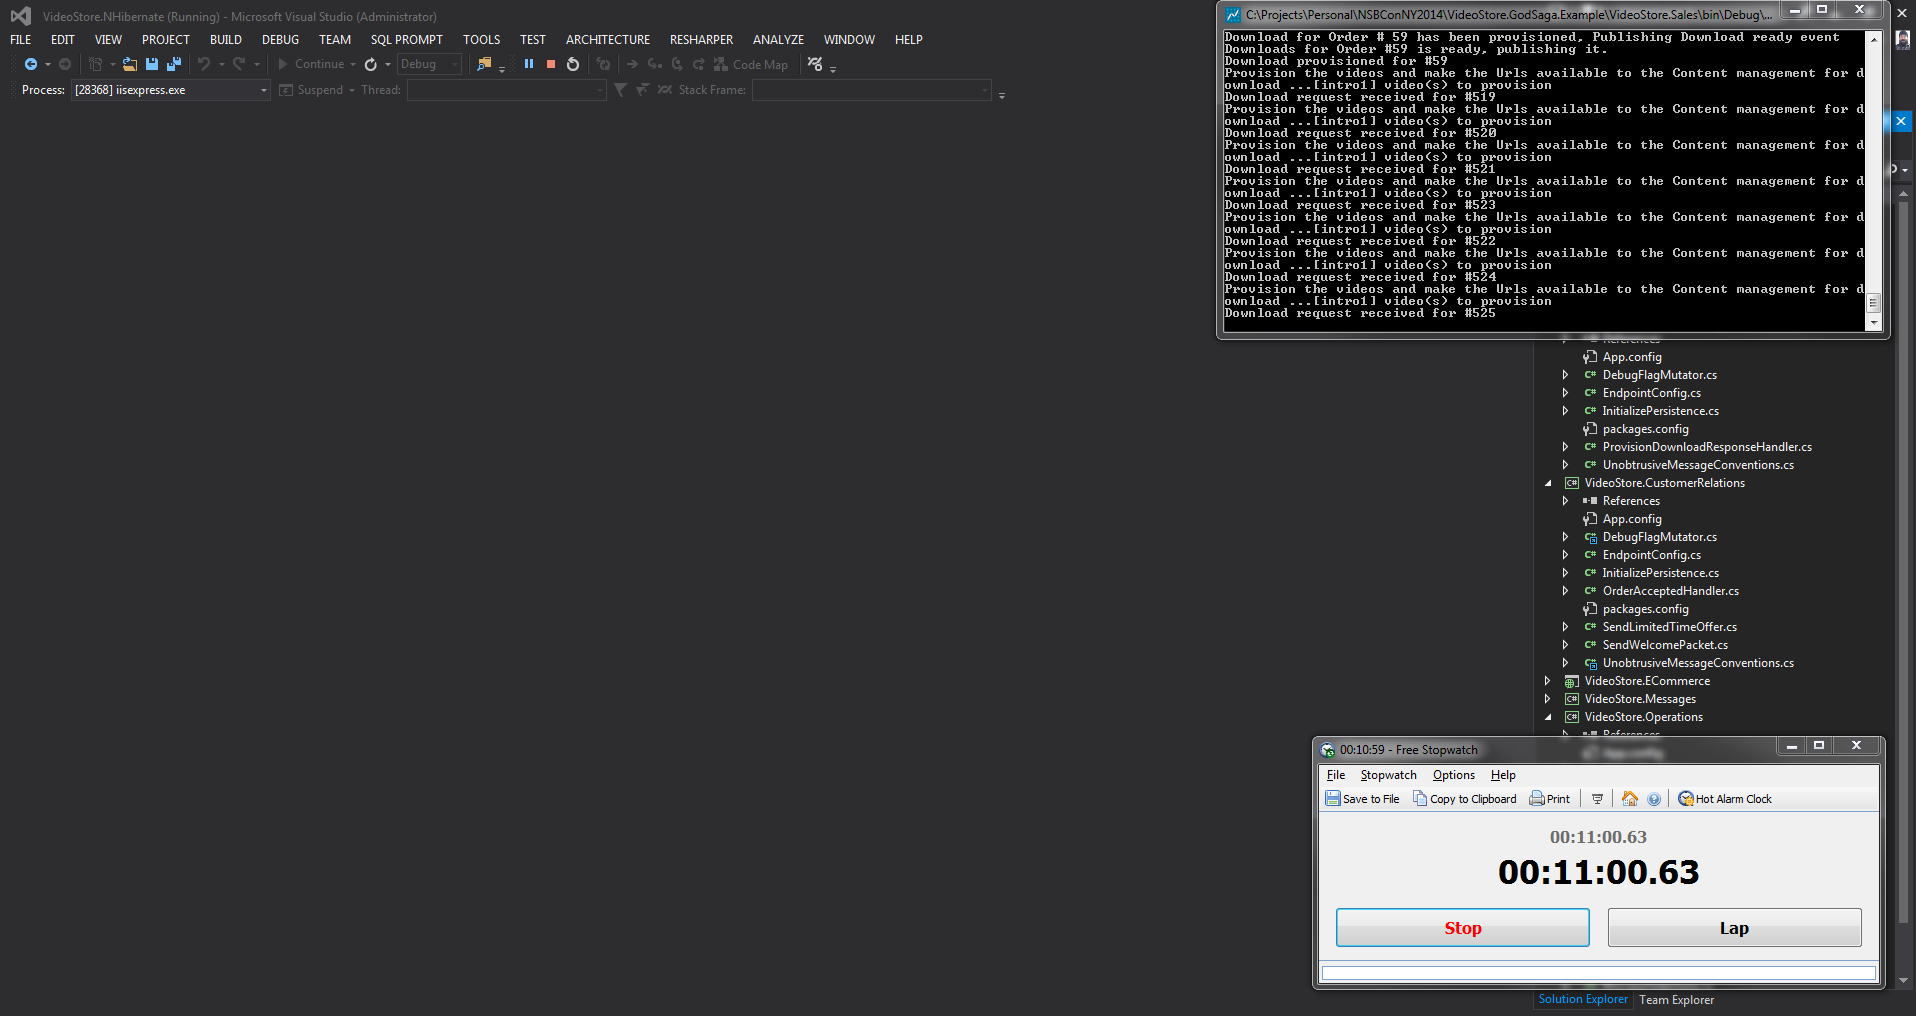 VideoStore.NHibernate (Running) - Microsoft Visual Studio (Administrator)
FILE EDIT VIEW PROJECT BUILD DEBUG TEAM SQL PROMPT TOOLS TEST ARCHITECTURE RESHARPER ANALYZE WINDOW HELP
Continue Debug Code Map
Process: [28368] iisexpress.exe Suspend Thread: Stack Frame:
C:\Projects\Personal\NSBConNY2014\VideoStore.GodSaga.Example\VideoStore.Sales\bin\Debug\...
Download for Order # 59 has been provisioned, Publishing Download ready event
Downloads for Order #59 is ready, publishing it.
Download provisioned for #59
Provision the videos and make the Urls available to the Content management for d
ownload ...[intro1] video(s) to provision
Download request received for #519
Provision the videos and make the Urls available to the Content management for d
ownload ...[intro1] video(s) to provision
Download request received for #520
Provision the videos and make the Urls available to the Content management for d
ownload ...[intro1] video(s) to provision
Download request received for #521
Provision the videos and make the Urls available to the Content management for d
ownload ...[intro1] video(s) to provision
Download request received for #523
Provision the videos and make the Urls available to the Content management for d
ownload ...[intro1] video(s) to provision
Download request received for #522
Provision the videos and make the Urls available to the Content management for d
ownload ...[intro1] video(s) to provision
Download request received for #524
Provision the videos and make the Urls available to the Content management for d
ownload ...[intro1] video(s) to provision
Download request received for #525
References
App.config
DebugFlagMutator.cs
EndpointConfig.cs
InitializePersistence.cs
packages.config
ProvisionDownloadResponseHandler.cs
UnobtrusiveMessageConventions.cs
VideoStore.CustomerRelations
References
App.config
DebugFlagMutator.cs
EndpointConfig.cs
InitializePersistence.cs
OrderAcceptedHandler.cs
packages.config
SendLimitedTimeOffer.cs
SendWelcomePacket.cs
UnobtrusiveMessageConventions.cs
VideoStore.ECommerce
VideoStore.Messages
VideoStore.Operations
References
App.config
00:10:59 - Free Stopwatch
File Stopwatch Options Help
Save to File Copy to Clipboard Print Hot Alarm Clock
00:11:00.63
00:11:00.63
Stop Lap
Solution Explorer Team Explorer